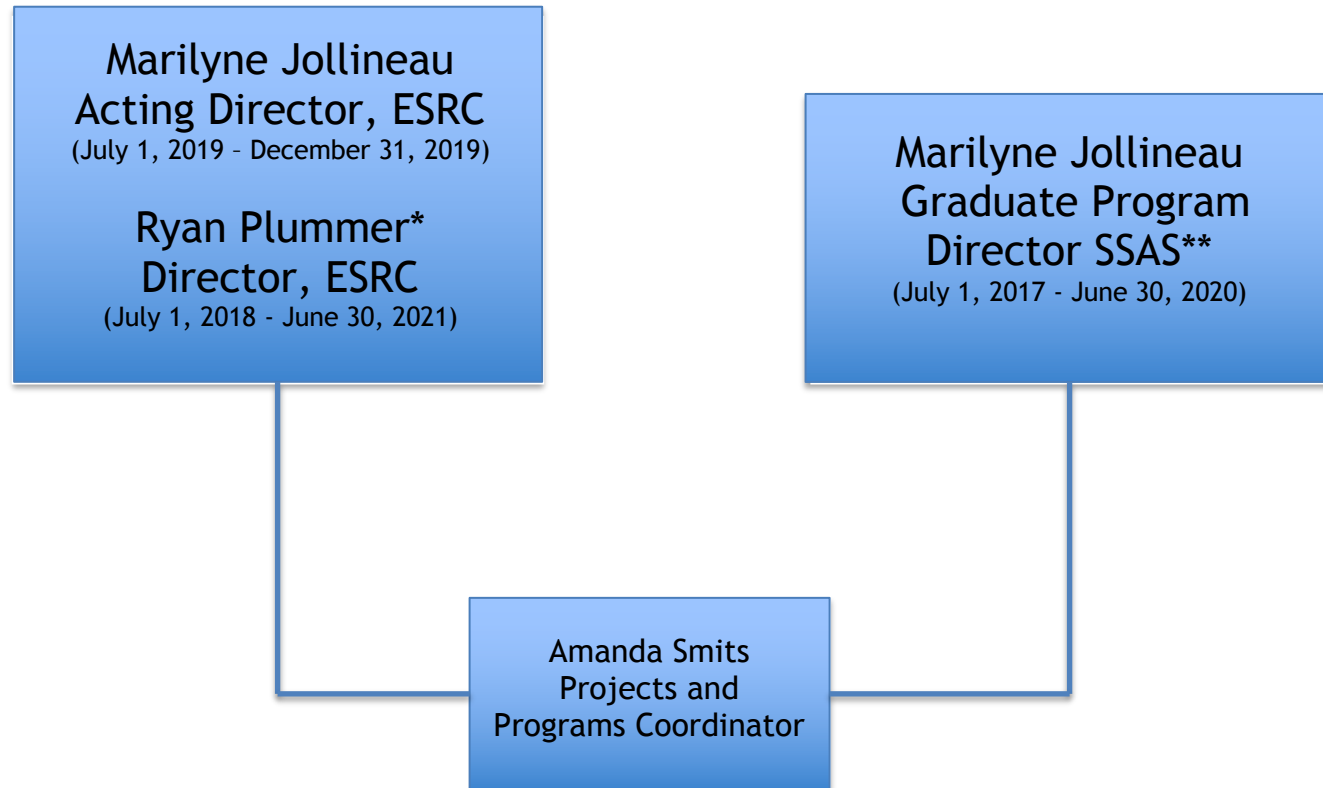 Marilyne Jollineau
Acting Director, ESRC
(July 1, 2019 – December 31, 2019)
Ryan Plummer*
Director, ESRC
(July 1, 2018 - June 30, 2021)
Marilyne Jollineau
Graduate Program
Director SSAS**
(July 1, 2017 - June 30, 2020)
Amanda Smits
Projects and
Programs Coordinator